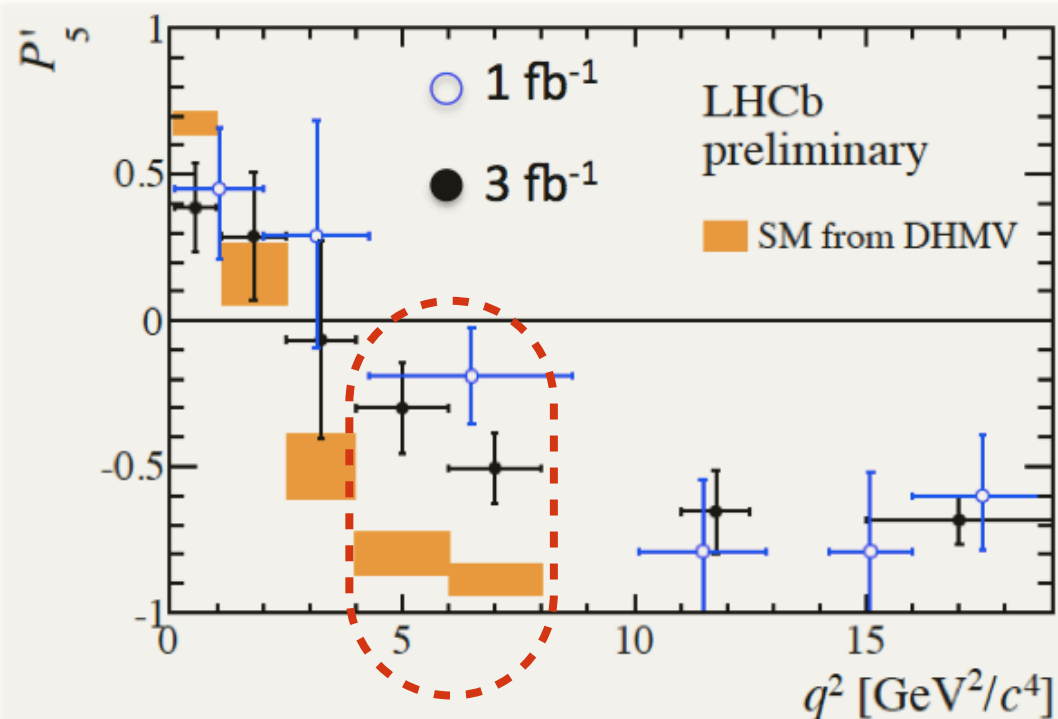 P'5
1
1 fb-1
LHCb
preliminary
0.5
3 fb-1
SM from DHMV
0
-0.5
-1
0 5 10 15
q2 [GeV2/c4]